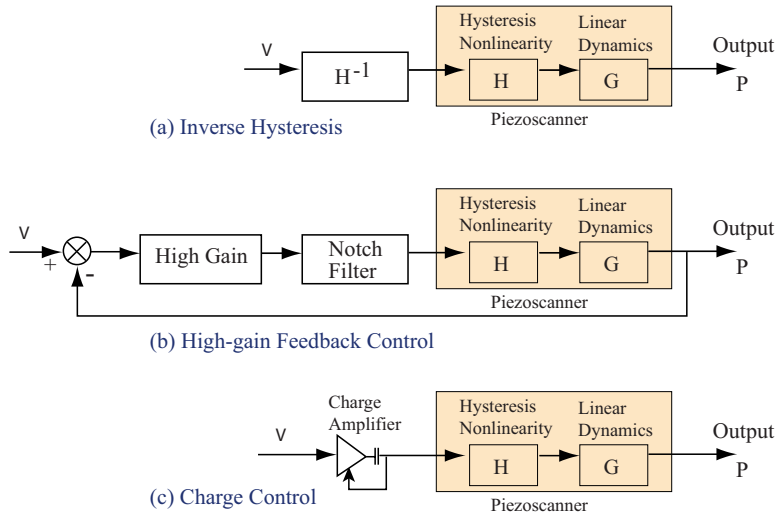 Hysteresis
Nonlinearity
Linear
Dynamics
Output
V
H-1
H
G
P
Piezoscanner
(a) Inverse Hysteresis
Hysteresis
Nonlinearity
Linear
Dynamics
Output
V
+
-
High Gain
Notch
Filter
H
G
P
Piezoscanner
(b) High-gain Feedback Control
Charge
Amplifier
Hysteresis
Nonlinearity
Linear
Dynamics
Output
V
H
G
P
(c) Charge Control
Piezoscanner